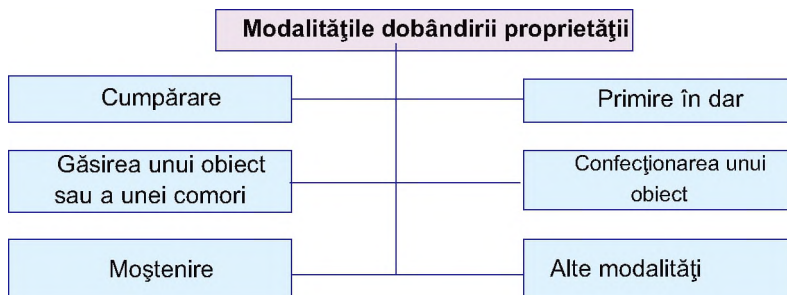 Modalităţile dobândirii proprietăţii
Cumpărare
Primire în dar
Găsirea unui obiect
sau a unei comori
Confecţionarea unui
obiect
Moştenire
Alte modalităţi